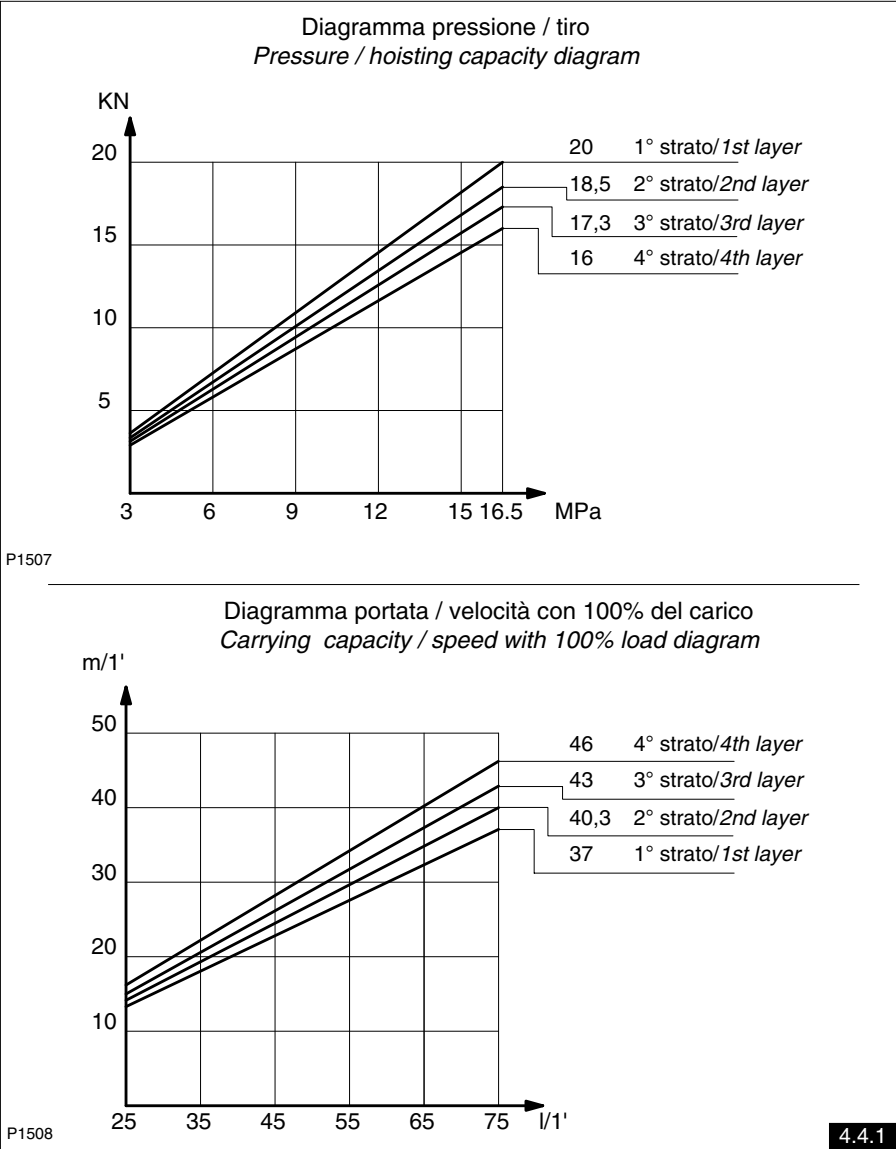 Diagramma pressione / tiro
Pressure / hoisting capacity diagram
KN
20
15
10
5
3 6 9 12 15 16.5 MPa
20 1° strato/1st layer
18,5 2° strato/2nd layer
17,3 3° strato/3rd layer
16 4° strato/4th layer
P1507
Diagramma portata / velocità con 100% del carico
Carrying capacity / speed with 100% load diagram
m/1'
50
40
30
20
10
25 35 45 55 65 75 l/1'
46 4° strato/4th layer
43 3° strato/3rd layer
40,3 2° strato/2nd layer
37 1° strato/1st layer
P1508
4.4.1